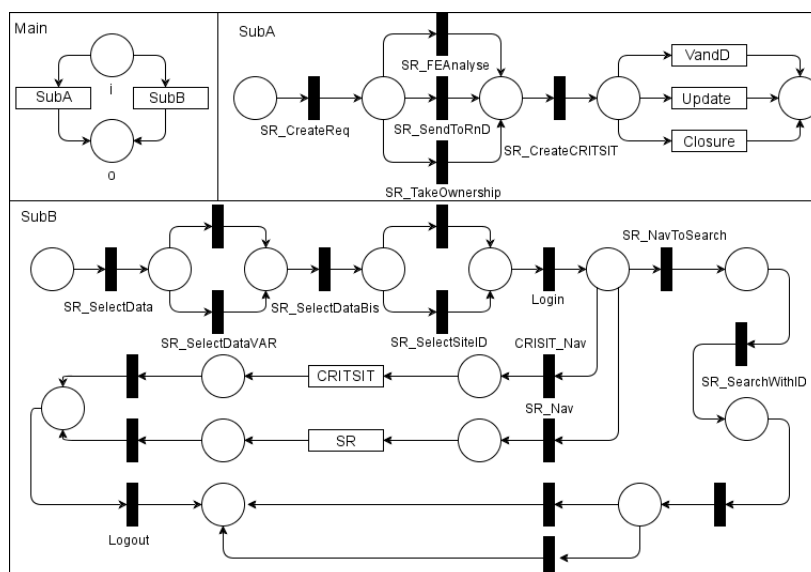 Main
SubA
SubB
i
o
SubA
SR_CreateReq
SR_FEAnalyse
SR_SendToRnD
SR_TakeOwnership
SR_CreateCRITSIT
VandD
Update
Closure
SubB
SR_SelectData
SR_SelectDataVAR
SR_SelectDataBis
SR_SelectSiteID
Login
SR_NavToSearch
SR_SearchWithID
CRISIT_Nav
CRITSIT
SR_Nav
SR
Logout